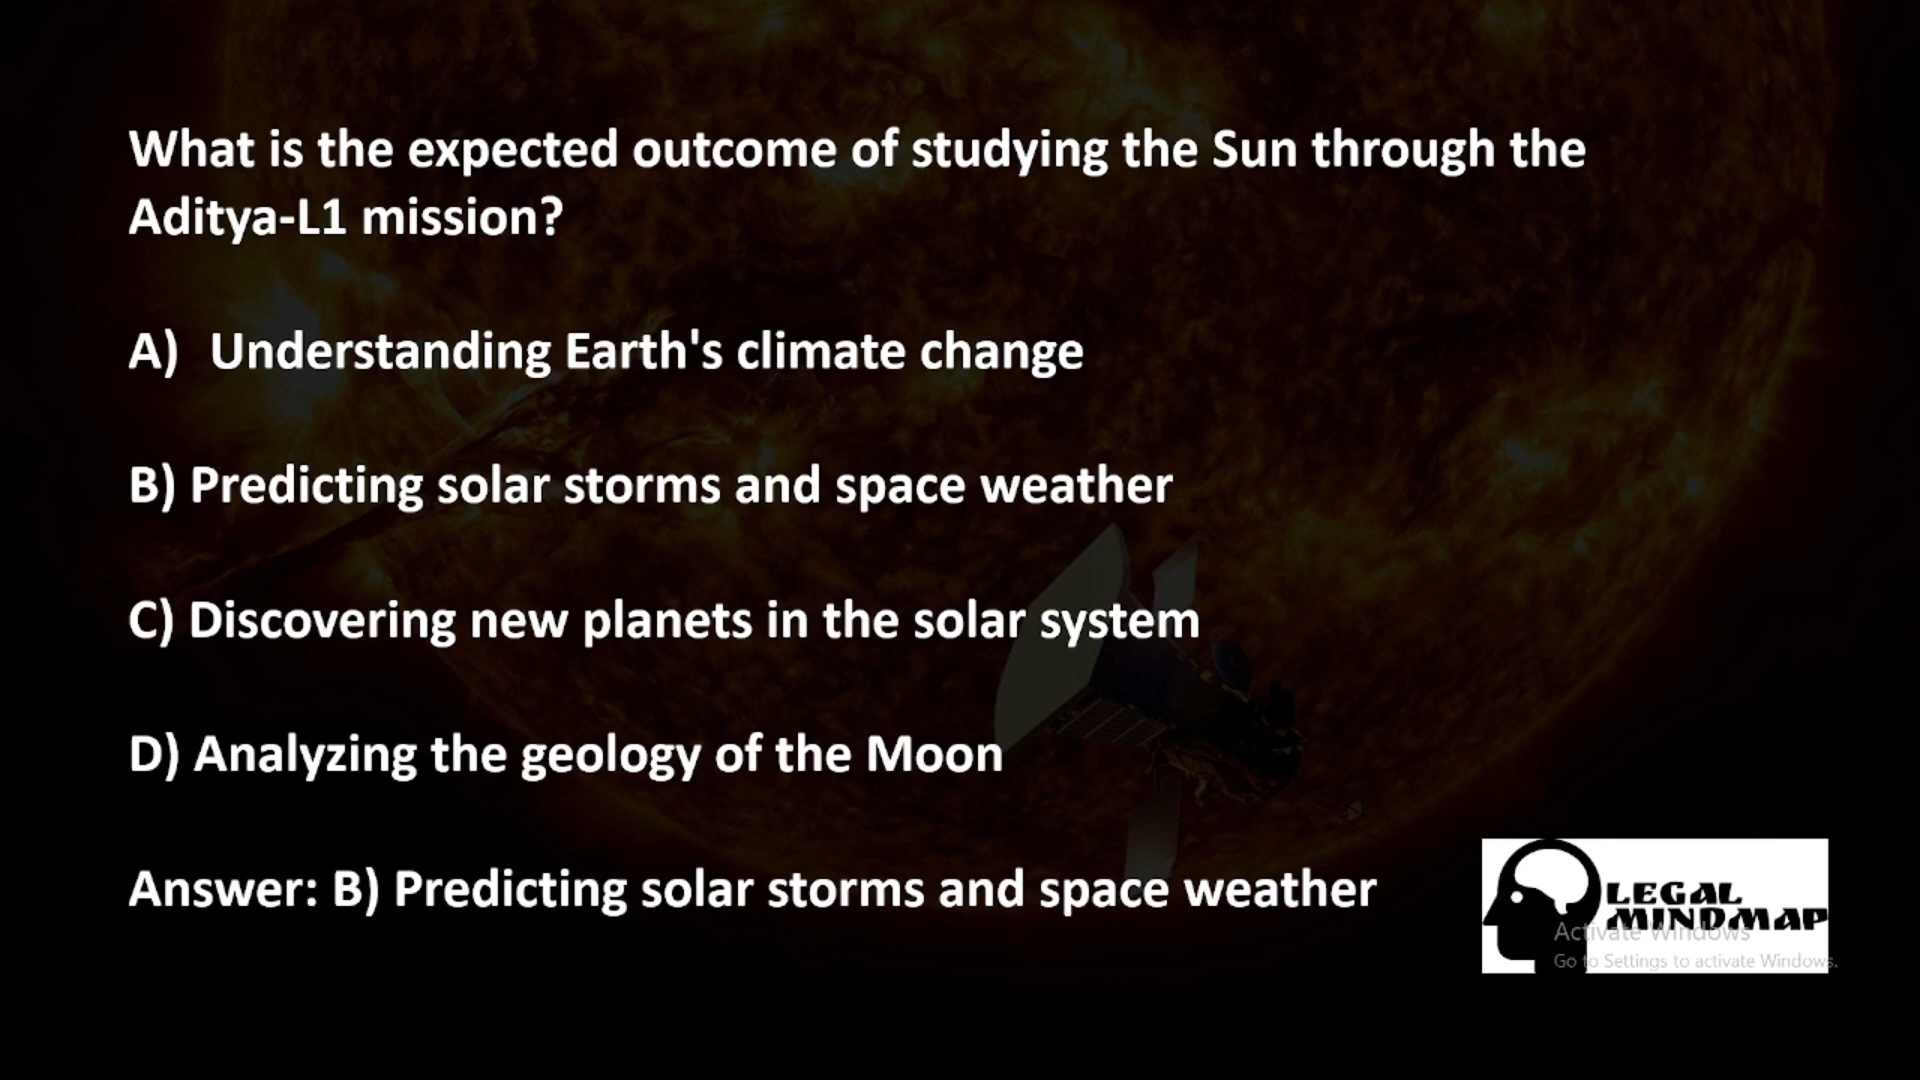 What is the expected outcome of studying the Sun through the
Aditya-L1 mission?
A) Understanding Earth's climate change
B) Predicting solar storms and space weather
C) Discovering new planets in the solar system
D) Analyzing the geology of the Moon
Answer: B) Predicting solar storms and space weather
LEGAL
MINDMAP
Activate Windows
Go to Settings to activate Windows.